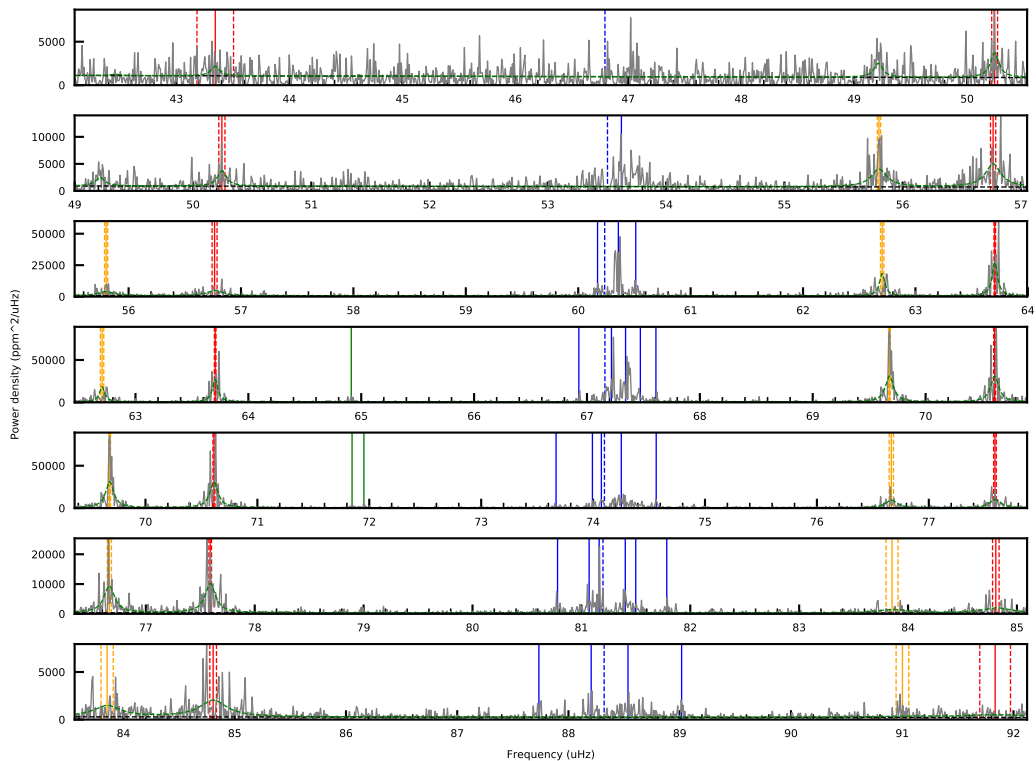 5000
0
43 44 45 46 47 48 49 50
10000
5000
0
49 50 51 52 53 54 55 56 57
50000
25000
0
56 57 58 59 60 61 62 63 64
50000
0
63 64 65 66 67 68 69 70
50000
0
70 71 72 73 74 75 76 77
20000
10000
0
77 78 79 80 81 82 83 84 85
5000
0
84 85 86 87 88 89 90 91 92
Power density (ppm^2/uHz)
Frequency (uHz)